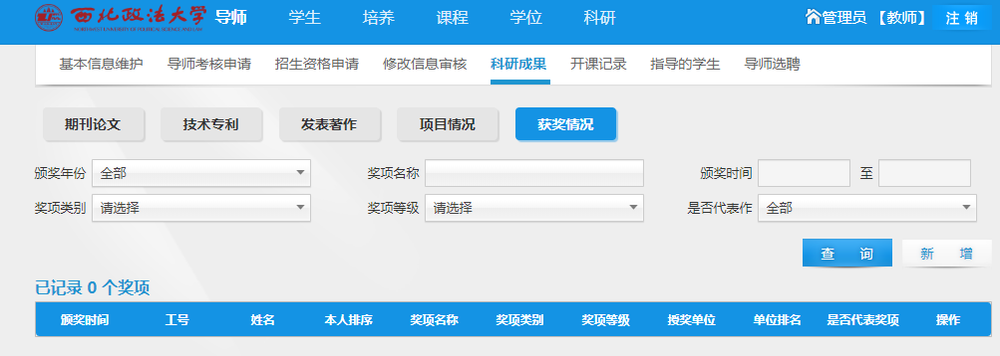 西北政法大学 导师 学生 培养 课程 学位 科研 管理员 【教师】 注 销
基本信息维护 导师考核申请 招生资格申请 修改信息审核 科研成果 开课记录 指导的学生 导师选聘
期刊论文 技术专利 发表著作 项目情况 获奖情况
颁奖年份 全部 奖项名称 颁奖时间 至
奖项类别 请选择 奖项等级 请选择 是否代表作 全部
查 询 新 增
已记录 0 个奖项
颁奖时间 工号 姓名 本人排序 奖项名称 奖项类别 奖项等级 授奖单位 单位排名 是否代表奖项 操作